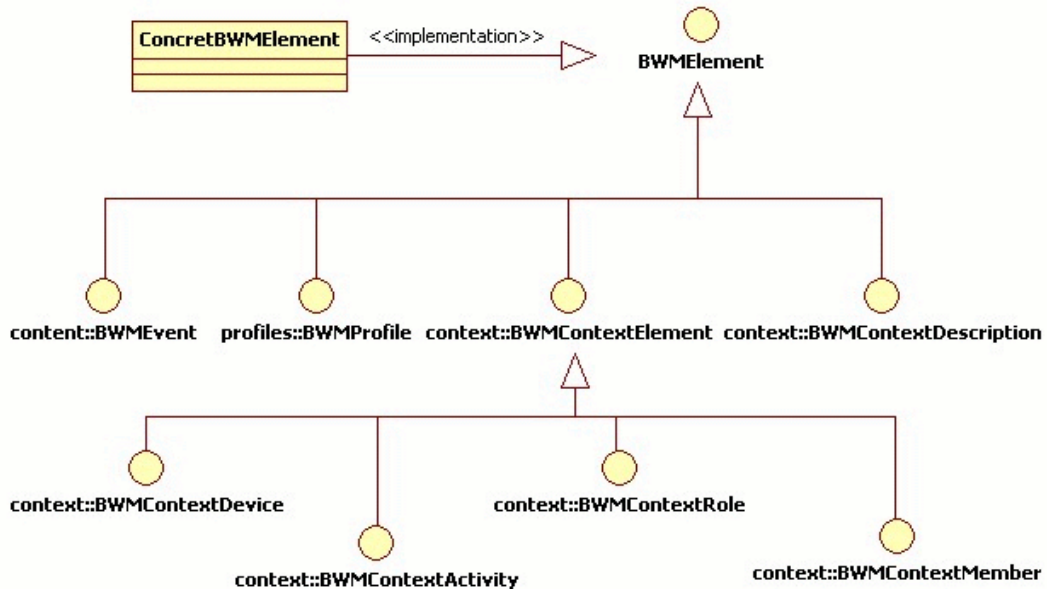 ConcretBWMElement
<<implementation>>
BWMElement
content::BWMEvent
profiles::BWMProfile
context::BWMContextElement
context::BWMContextDescription
context::BWMContextDevice
context::BWMContextRole
context::BWMContextActivity
context::BWMContextMember